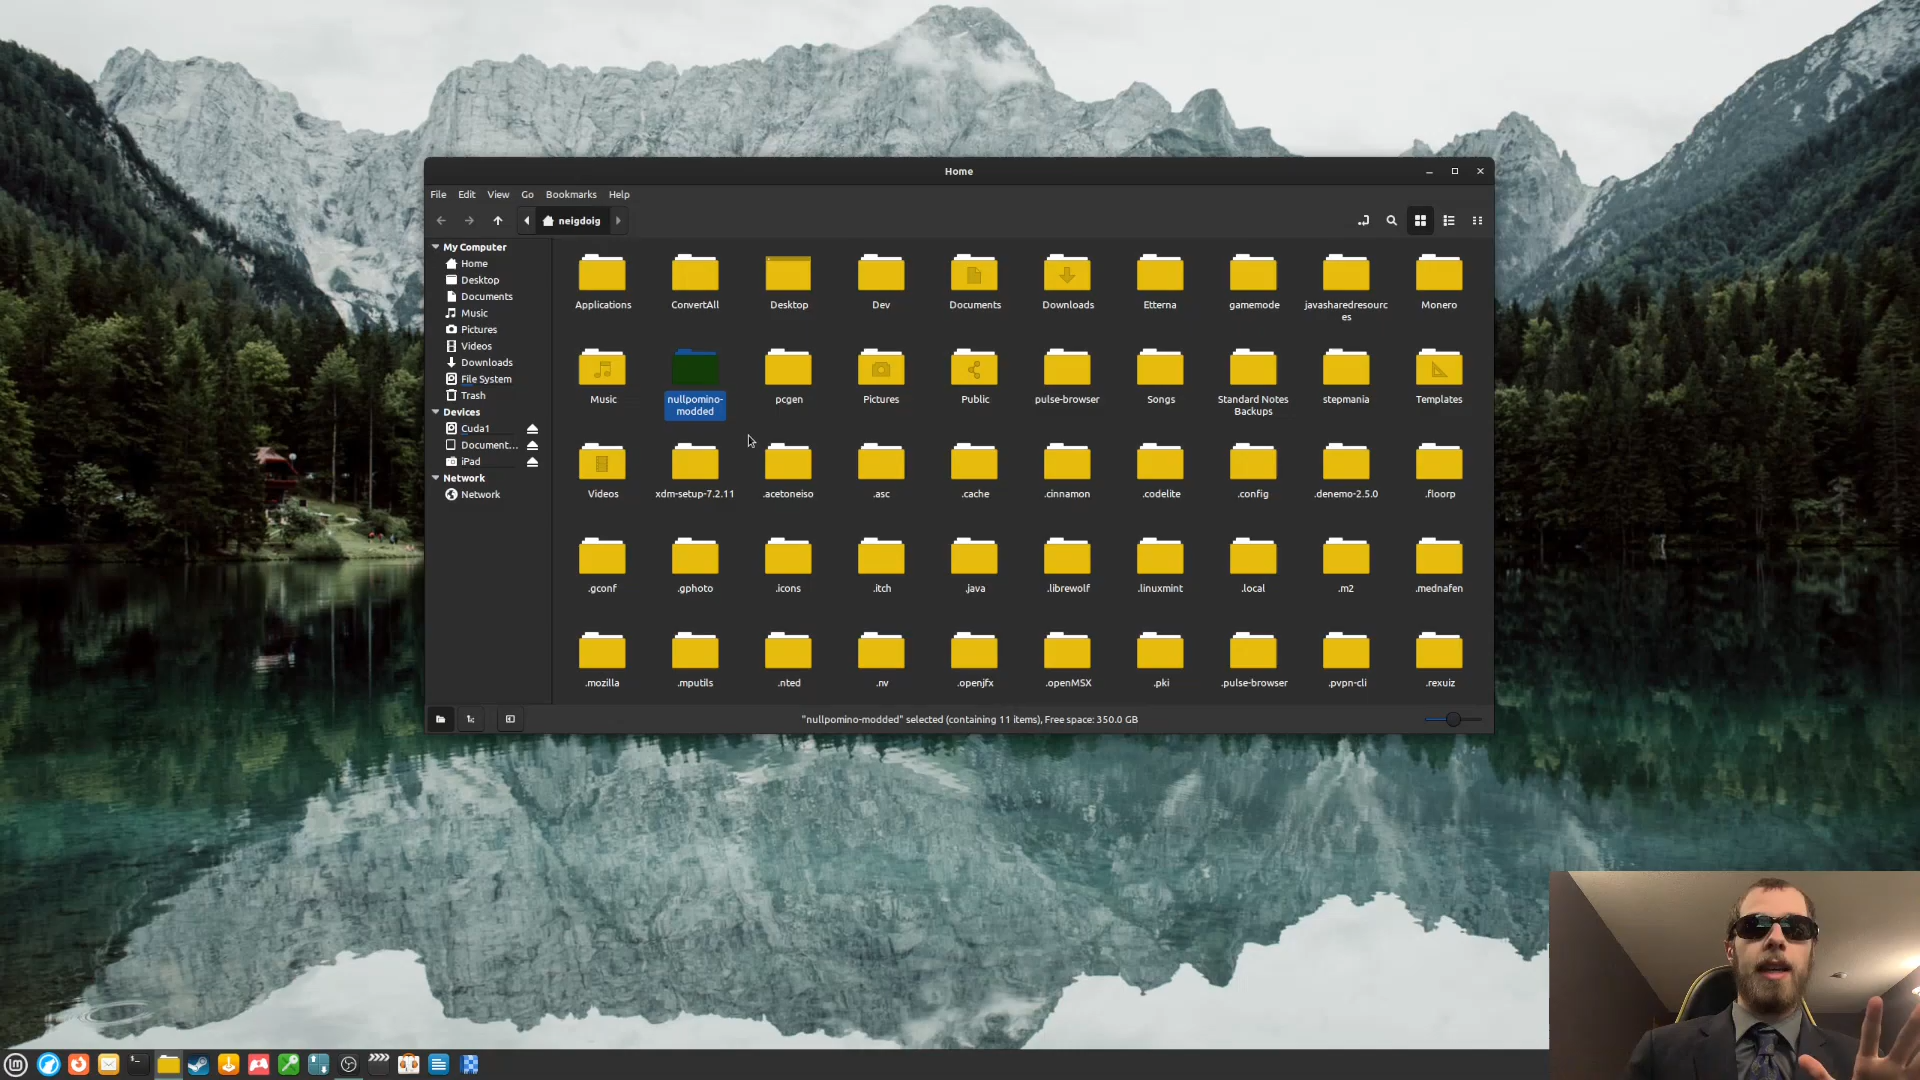 Home
File Edit View Go Bookmarks Help
neigdoig
My Computer
Home
Desktop
Documents
Music
Pictures
Videos
Downloads
File System
Trash
Devices
Cuda1
Document...
iPad
Network
Network
Applications ConvertAll Desktop Dev Documents Downloads Etterna gamemode javasharedresourc Monero
es
Music nullpomino- pcgen Pictures Public pulse-browser Songs Standard Notes stepmania Templates
modded Backups
Videos xdm-setup-7.2.11 .acetoneiso .asc .cache .cinnamon .codelite .config .denemo-2.5.0 .floorp
.gconf .gphoto .icons .itch .java .librewolf .linuxmint .local .m2 .mednafen
.mozilla .mputils .nted .nv .openjfx .openMSX .pki .pulse-browser .pvpn-cli .rexuiz
"nullpomino-modded" selected (containing 11 items), Free space: 350.0 GB